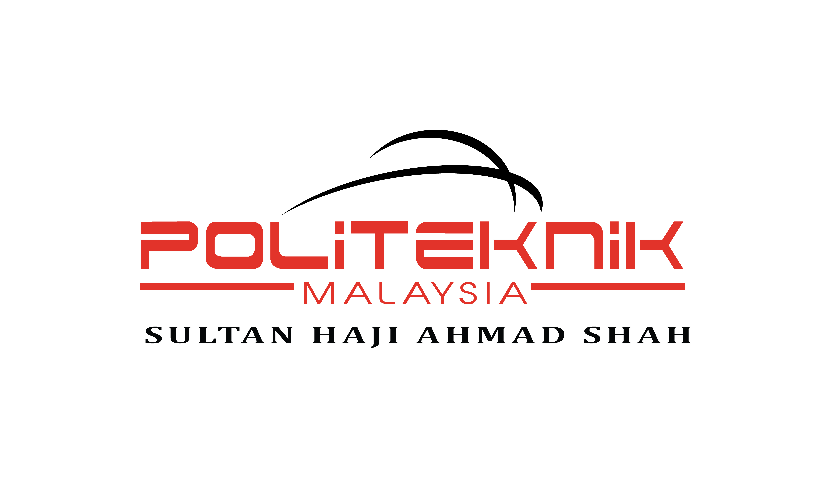 POLITEKNIK
MALAYSIA
SULTAN HAJI AHMAD SHAH